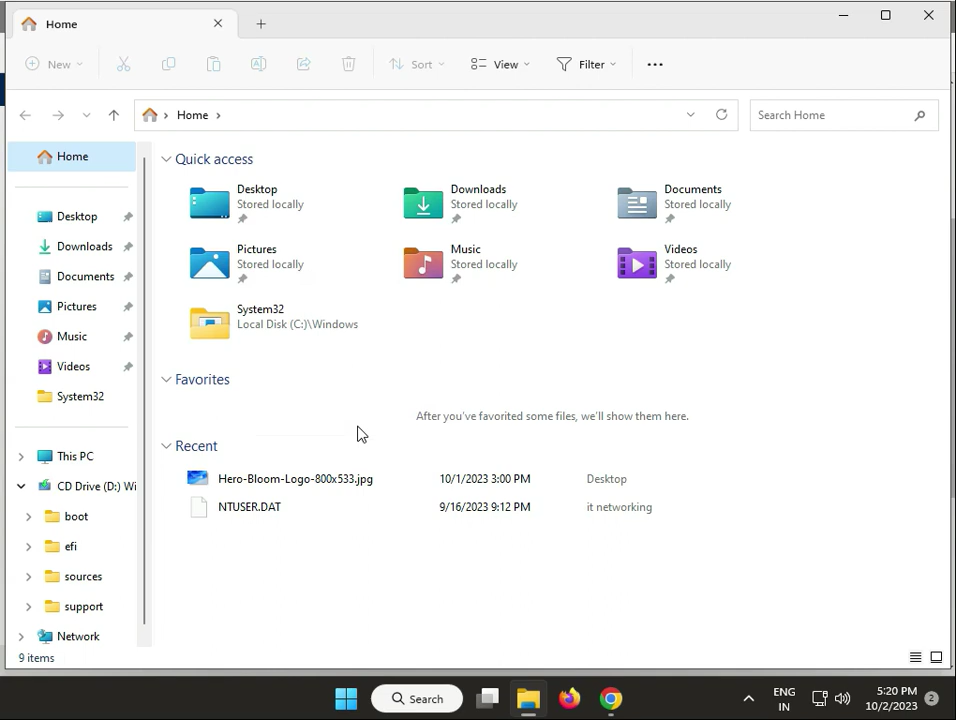 Home
New
Sort
View
Filter
Home
Search Home
Home
Desktop
Downloads
Documents
Pictures
Music
Videos
System32
This PC
CD Drive (D:) Wi
boot
efi
sources
support
Network
Quick access
Desktop
Stored locally
Downloads
Stored locally
Documents
Stored locally
Pictures
Stored locally
Music
Stored locally
Videos
Stored locally
System32
Local Disk (C:)\Windows
Favorites
After you've favorited some files, we'll show them here.
Recent
Hero-Bloom-Logo-800x533.jpg 10/1/2023 3:00 PM Desktop
NTUSER.DAT 9/16/2023 9:12 PM it networking
9 items
Search
ENG
IN
5:20 PM
10/2/2023
2